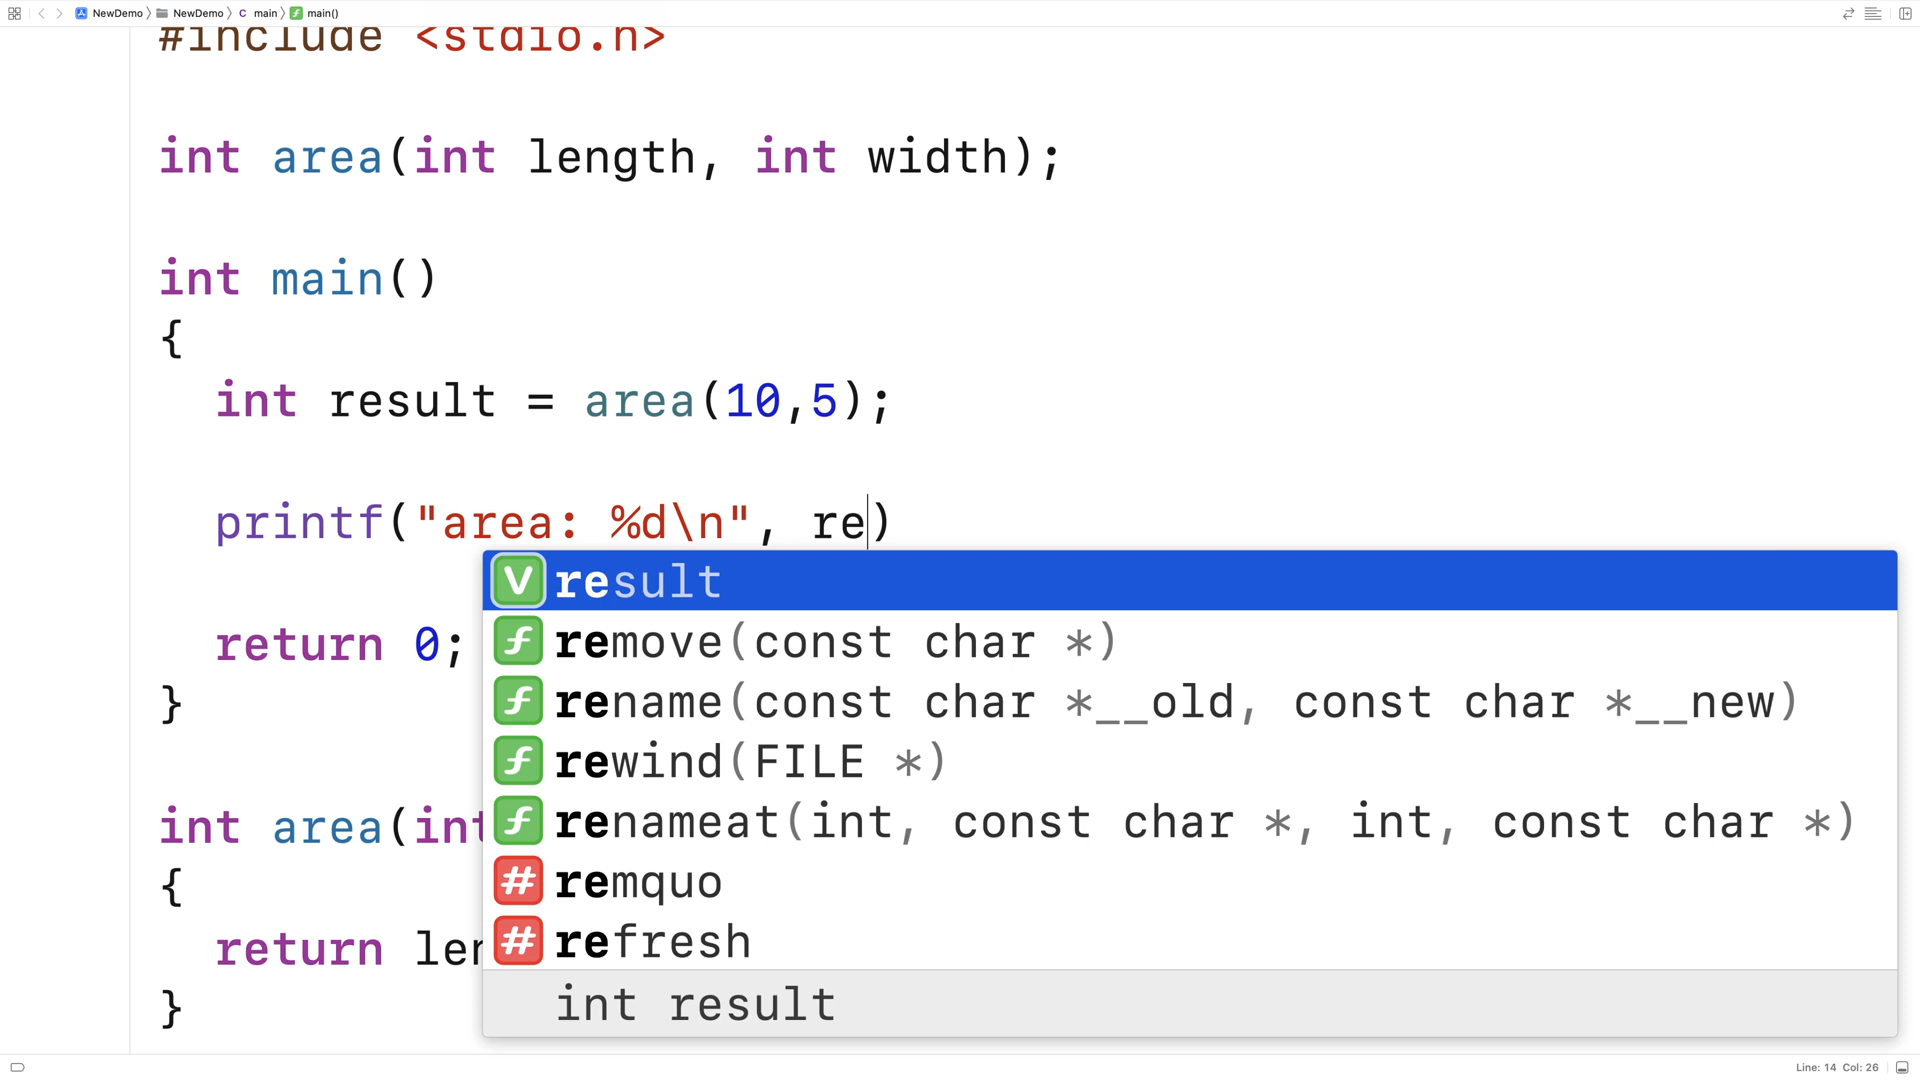 NewDemo 〉 NewDemo 〉 C main 〉 f main()
#include <stdio.h>
int area(int length, int width);
int main()
{
int result = area(10,5);
printf("area: %d\n", re)
V result
f remove(const char *)
return 0;
f rename(const char *__old, const char *__new)
}
f rewind(FILE *)
int area(int
f renameat(int, const char *, int, const char *)
{
# remquo
return len
# refresh
}
int result
Line: 14 Col: 26